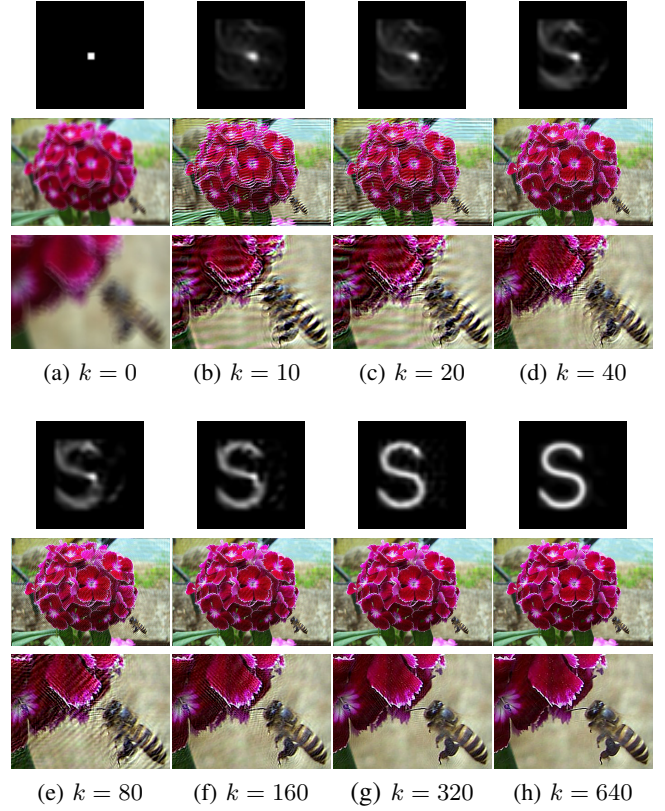 (a) k = 0 (b) k = 10 (c) k = 20 (d) k = 40
S S S S
(e) k = 80 (f) k = 160 (g) k = 320 (h) k = 640